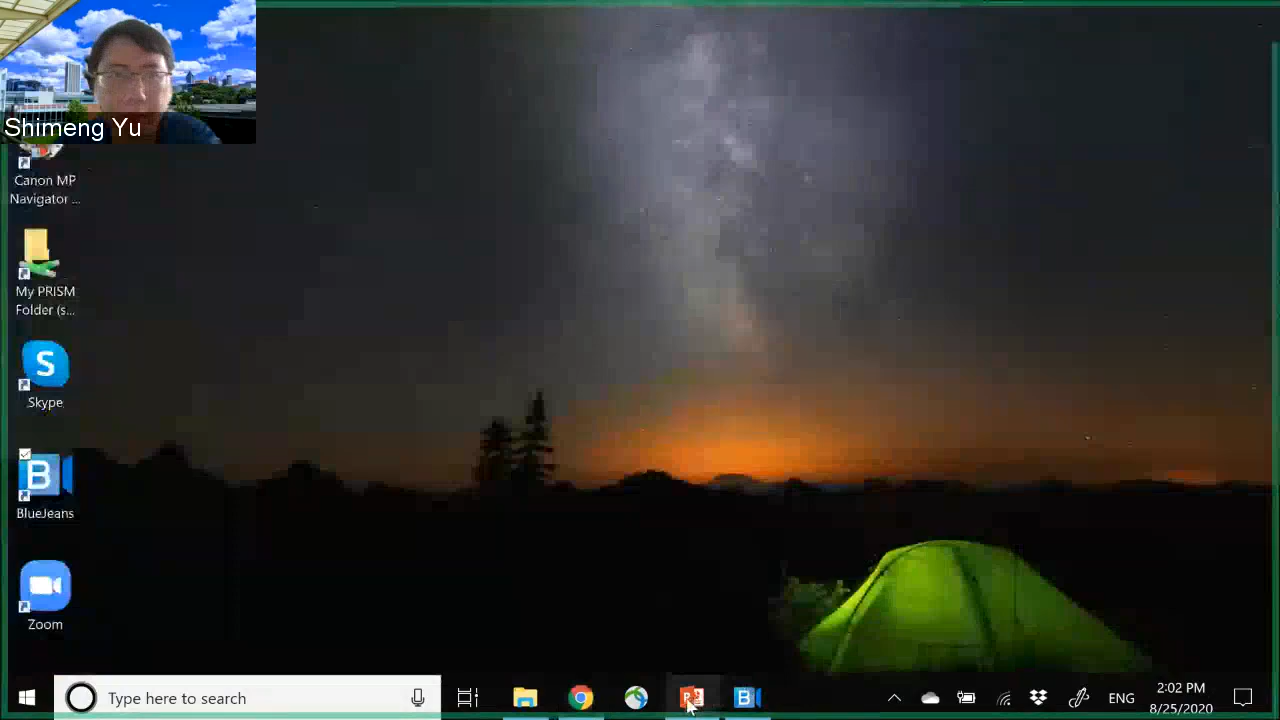 Shimeng Yu
Canon MP
Navigator ...
My PRISM
Folder (s...
Skype
BlueJeans
Zoom
Type here to search
ENG
2:02 PM
8/25/2020